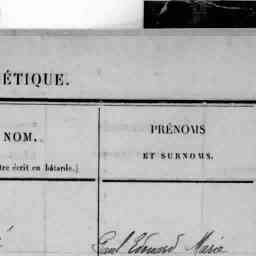 ÉTIQUE.
NOM.
tre écrit en bâtarde.)
PRÉNOMS
ET SURNOMS.
Paul Edouard Marie